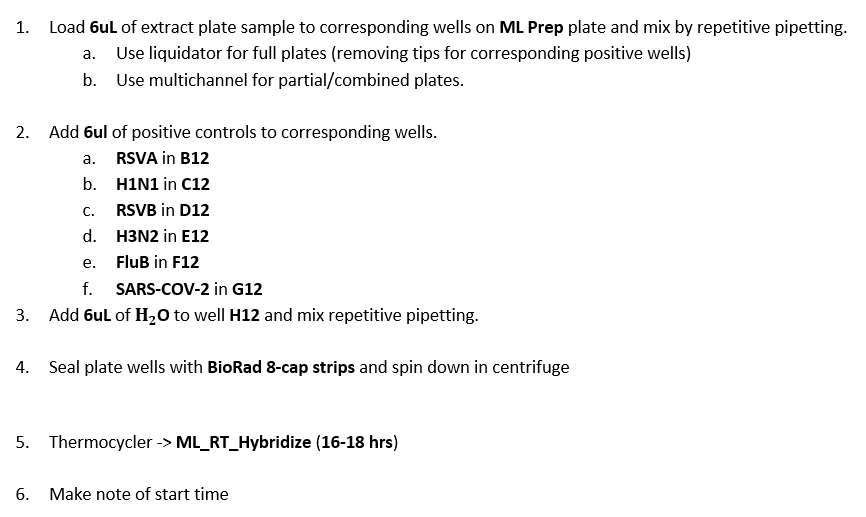 1. Load 6uL of extract plate sample to corresponding wells on ML Prep plate and mix by repetitive pipetting.
a. Use liquidator for full plates (removing tips for corresponding positive wells)
b. Use multichannel for partial/combined plates.
2. Add 6ul of positive controls to corresponding wells.
a. RSVA in B12
b. H1N1 in C12
c. RSVB in D12
d. H3N2 in E12
e. FluB in F12
f. SARS-COV-2 in G12
3. Add 6uL of H₂O to well H12 and mix repetitive pipetting.
4. Seal plate wells with BioRad 8-cap strips and spin down in centrifuge
5. Thermocycler -> ML_RT_Hybridize (16-18 hrs)
6. Make note of start time